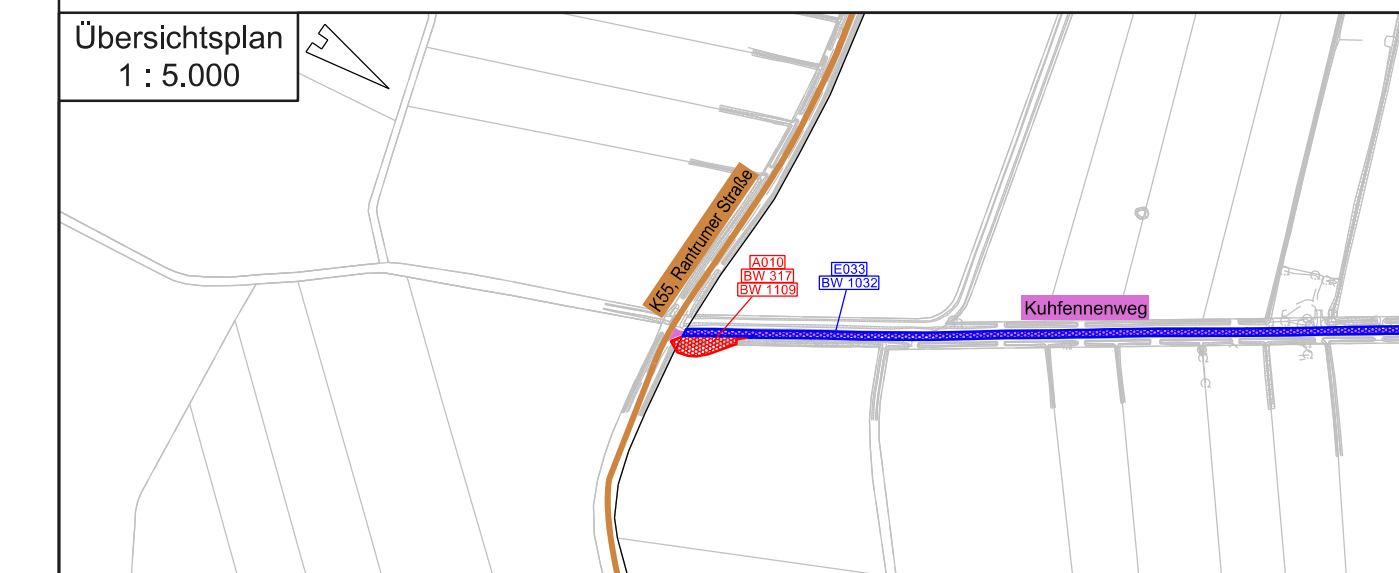 Übersichtsplan
1 : 5.000
K55, Rantrumer Straße
A010
BW 317
BW 1109
E033
BW 1032
Kuhfennenweg